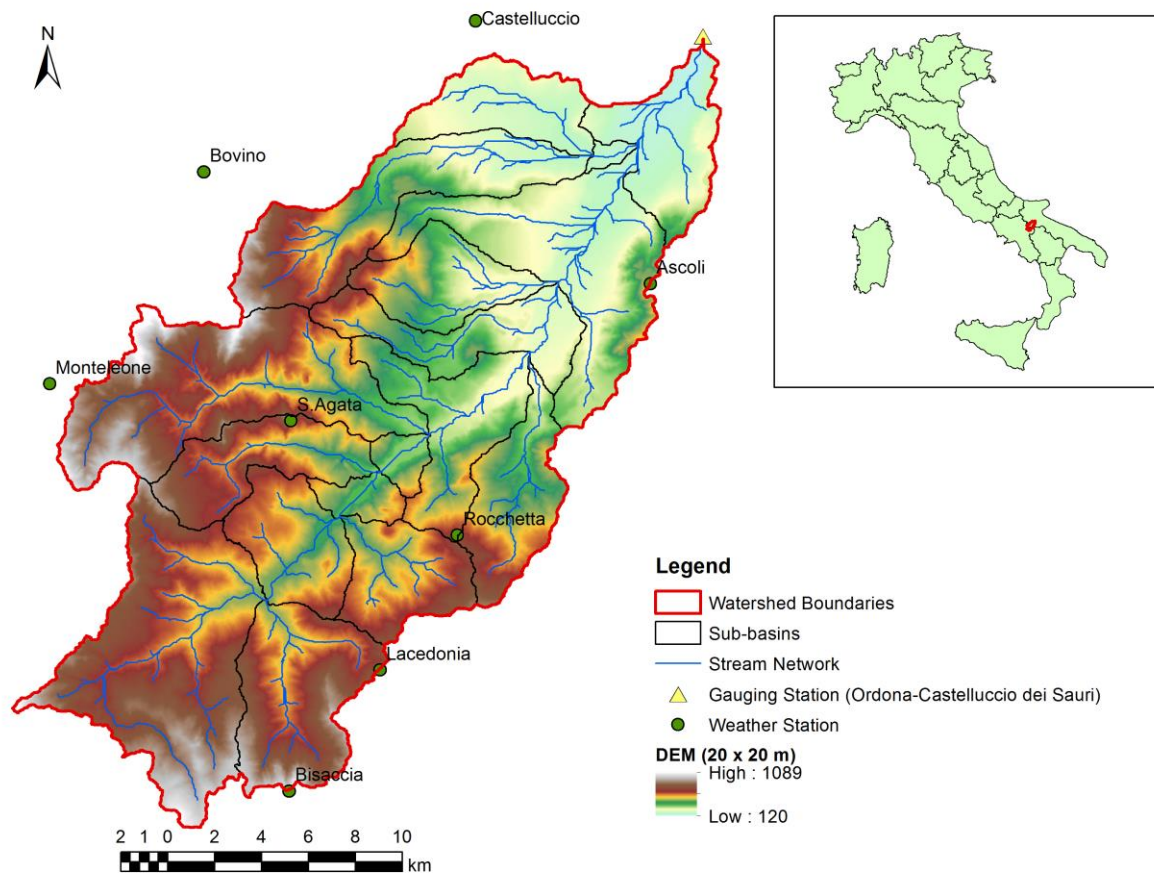 N
Castelluccio
Bovino
Ascoli
Monteleone
S.Agata
Rocchetta
Lacedonia
Bisaccia
2 1 0 2 4 6 8 10
km
Legend
Watershed Boundaries
Sub-basins
Stream Network
Gauging Station (Ordona-Castelluccio dei Sauri)
Weather Station
DEM (20 x 20 m)
High : 1089
Low : 120